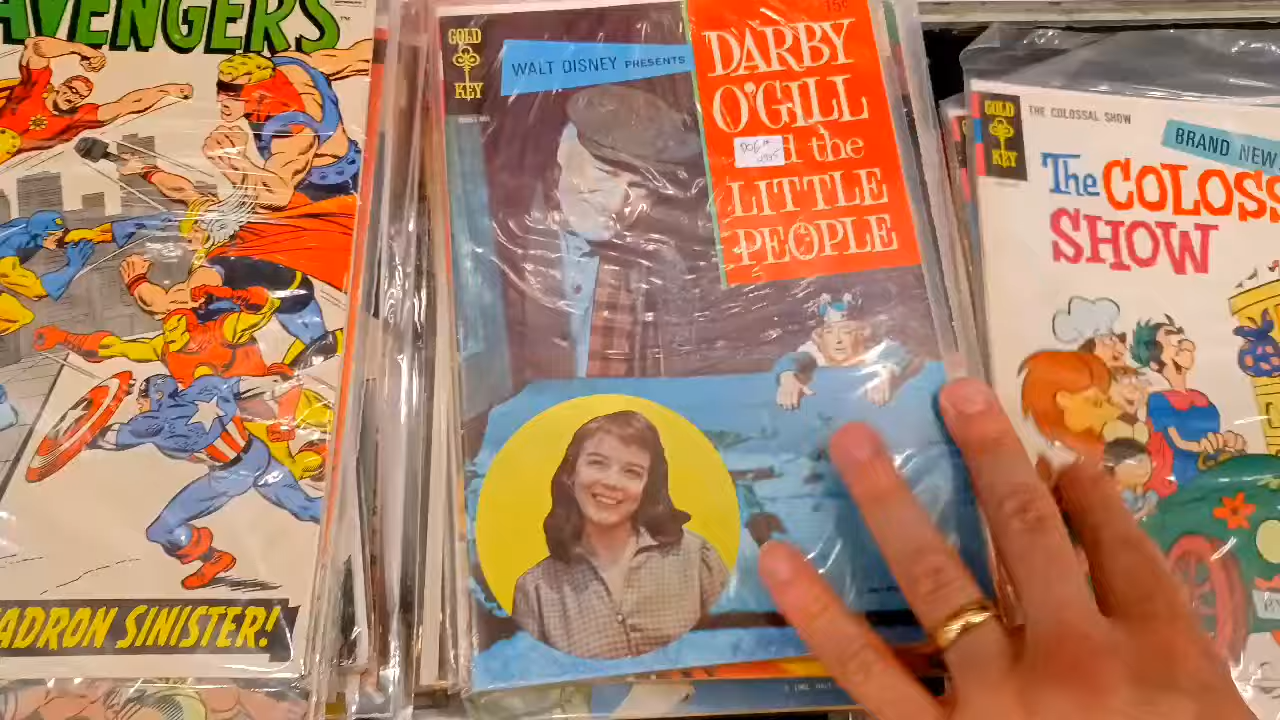 AVENGERS
ADRON SINISTER!
GOLD
KEY
WALT DISNEY PRESENTS
15¢
DARBY
O'GILL
d the
LITTLE
PEOPLE
GOLD
KEY
THE COLOSSAL SHOW
BRAND NEW
The COLOSS
SHOW